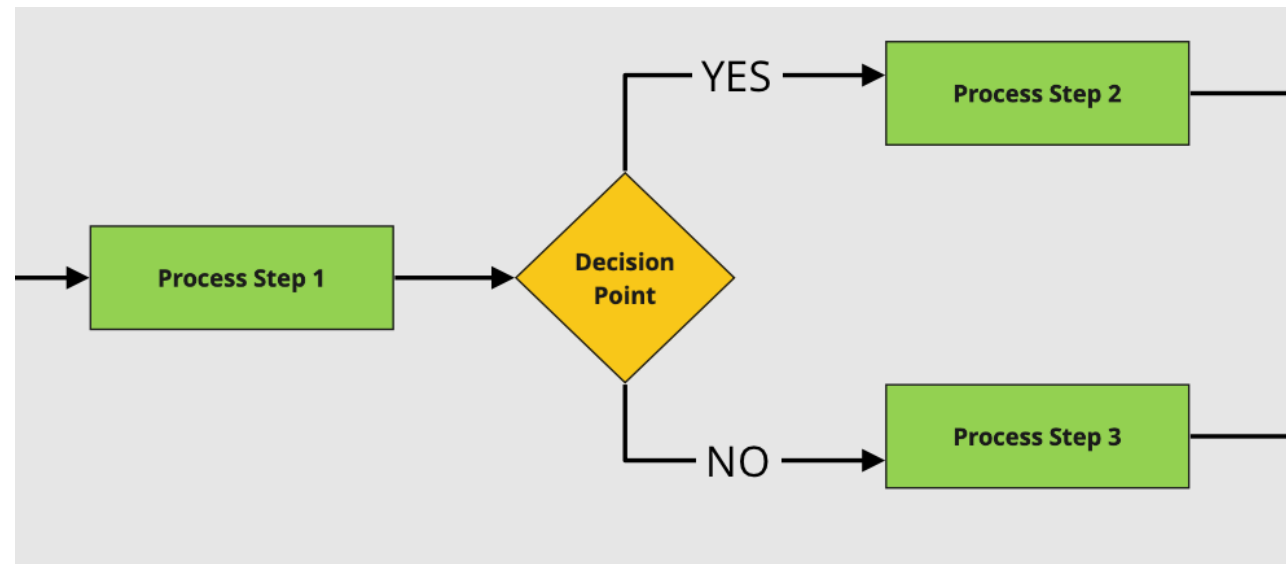 YES
Process Step 2
Process Step 1
Decision
Point
NO
Process Step 3